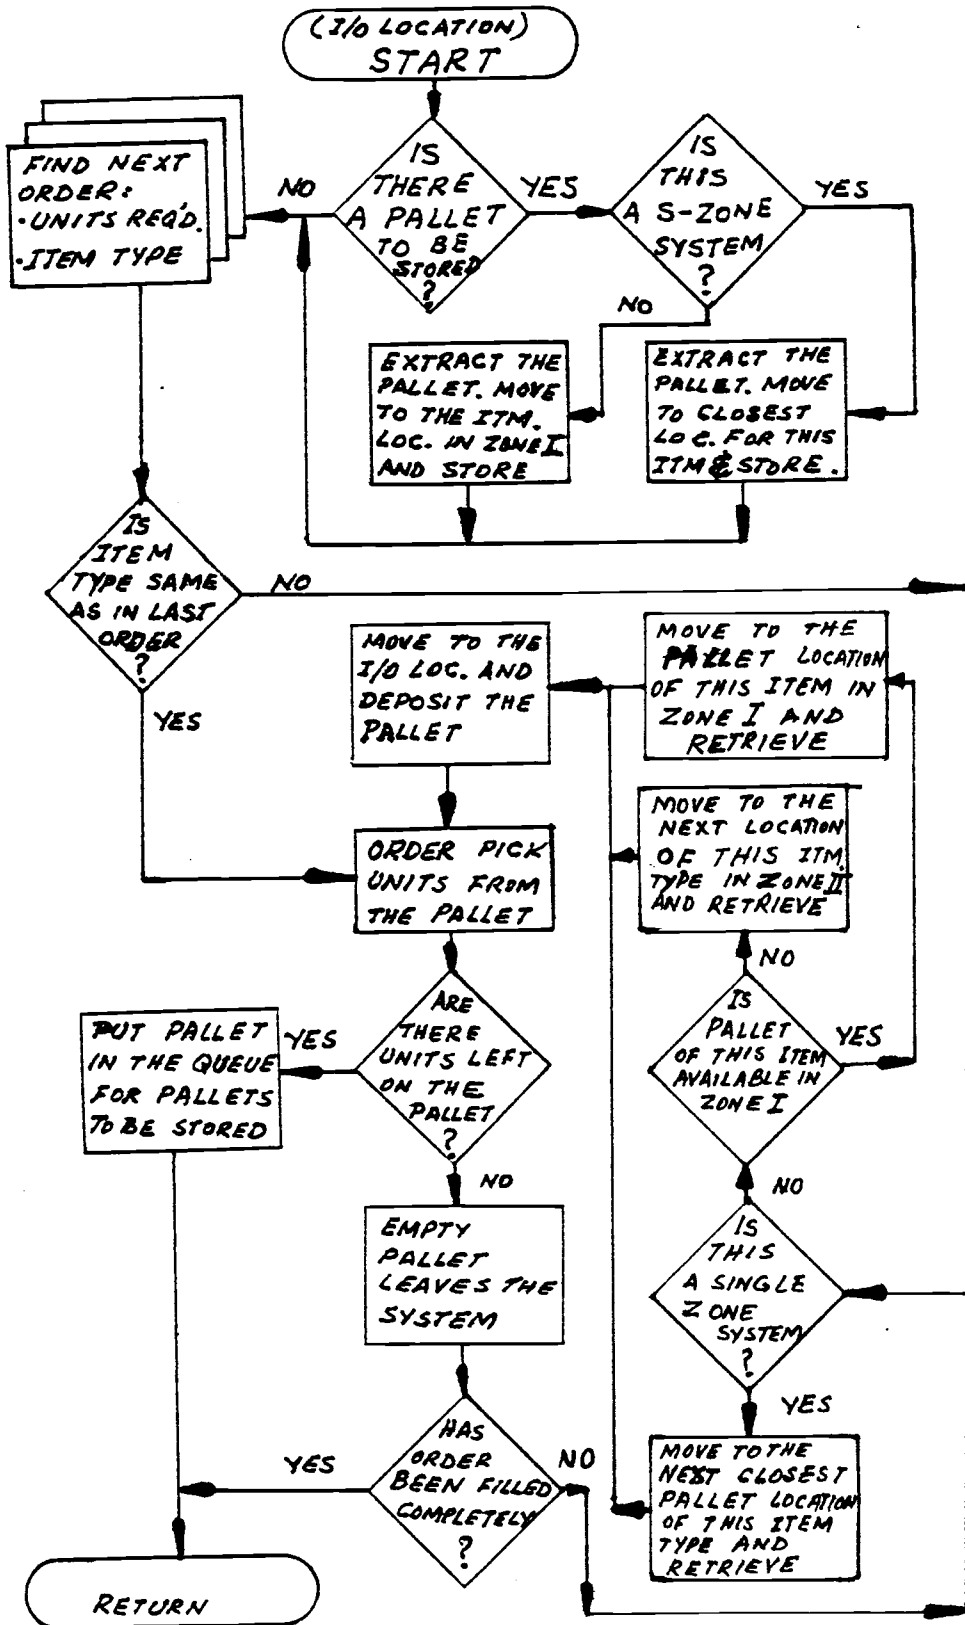 (I/O LOCATION)
START
FIND NEXT
ORDER:
·UNITS REQ'D.
·ITEM TYPE
NO
IS
THERE
A PALLET
TO BE
STORED
?
YES
IS
THIS
A S-ZONE
SYSTEM
?
YES
NO
EXTRACT THE
PALLET. MOVE
TO THE ITM.
LOC. IN ZONE I
AND STORE
EXTRACT THE
PALLET. MOVE
TO CLOSEST
LOC. FOR THIS
ITM & STORE.
IS
ITEM
TYPE SAME
AS IN LAST
ORDER
?
NO
YES
MOVE TO THE
I/O LOC. AND
DEPOSIT THE
PALLET
MOVE TO THE
PALLET LOCATION
OF THIS ITEM IN
ZONE I AND
RETRIEVE
MOVE TO THE
NEXT LOCATION
OF THIS ITM.
TYPE IN ZONE II
AND RETRIEVE
ORDER PICK
UNITS FROM
THE PALLET
NO
IS
PALLET
OF THIS ITEM
AVAILABLE IN
ZONE I
YES
ARE
THERE
UNITS LEFT
ON THE
PALLET
?
YES
PUT PALLET
IN THE QUEUE
FOR PALLETS
TO BE STORED
NO
NO
EMPTY
PALLET
LEAVES THE
SYSTEM
IS
THIS
A SINGLE
ZONE
SYSTEM
?
YES
HAS
ORDER
BEEN FILLED
COMPLETELY
?
YES
NO
MOVE TO THE
NEXT CLOSEST
PALLET LOCATION
OF THIS ITEM
TYPE AND
RETRIEVE
RETURN